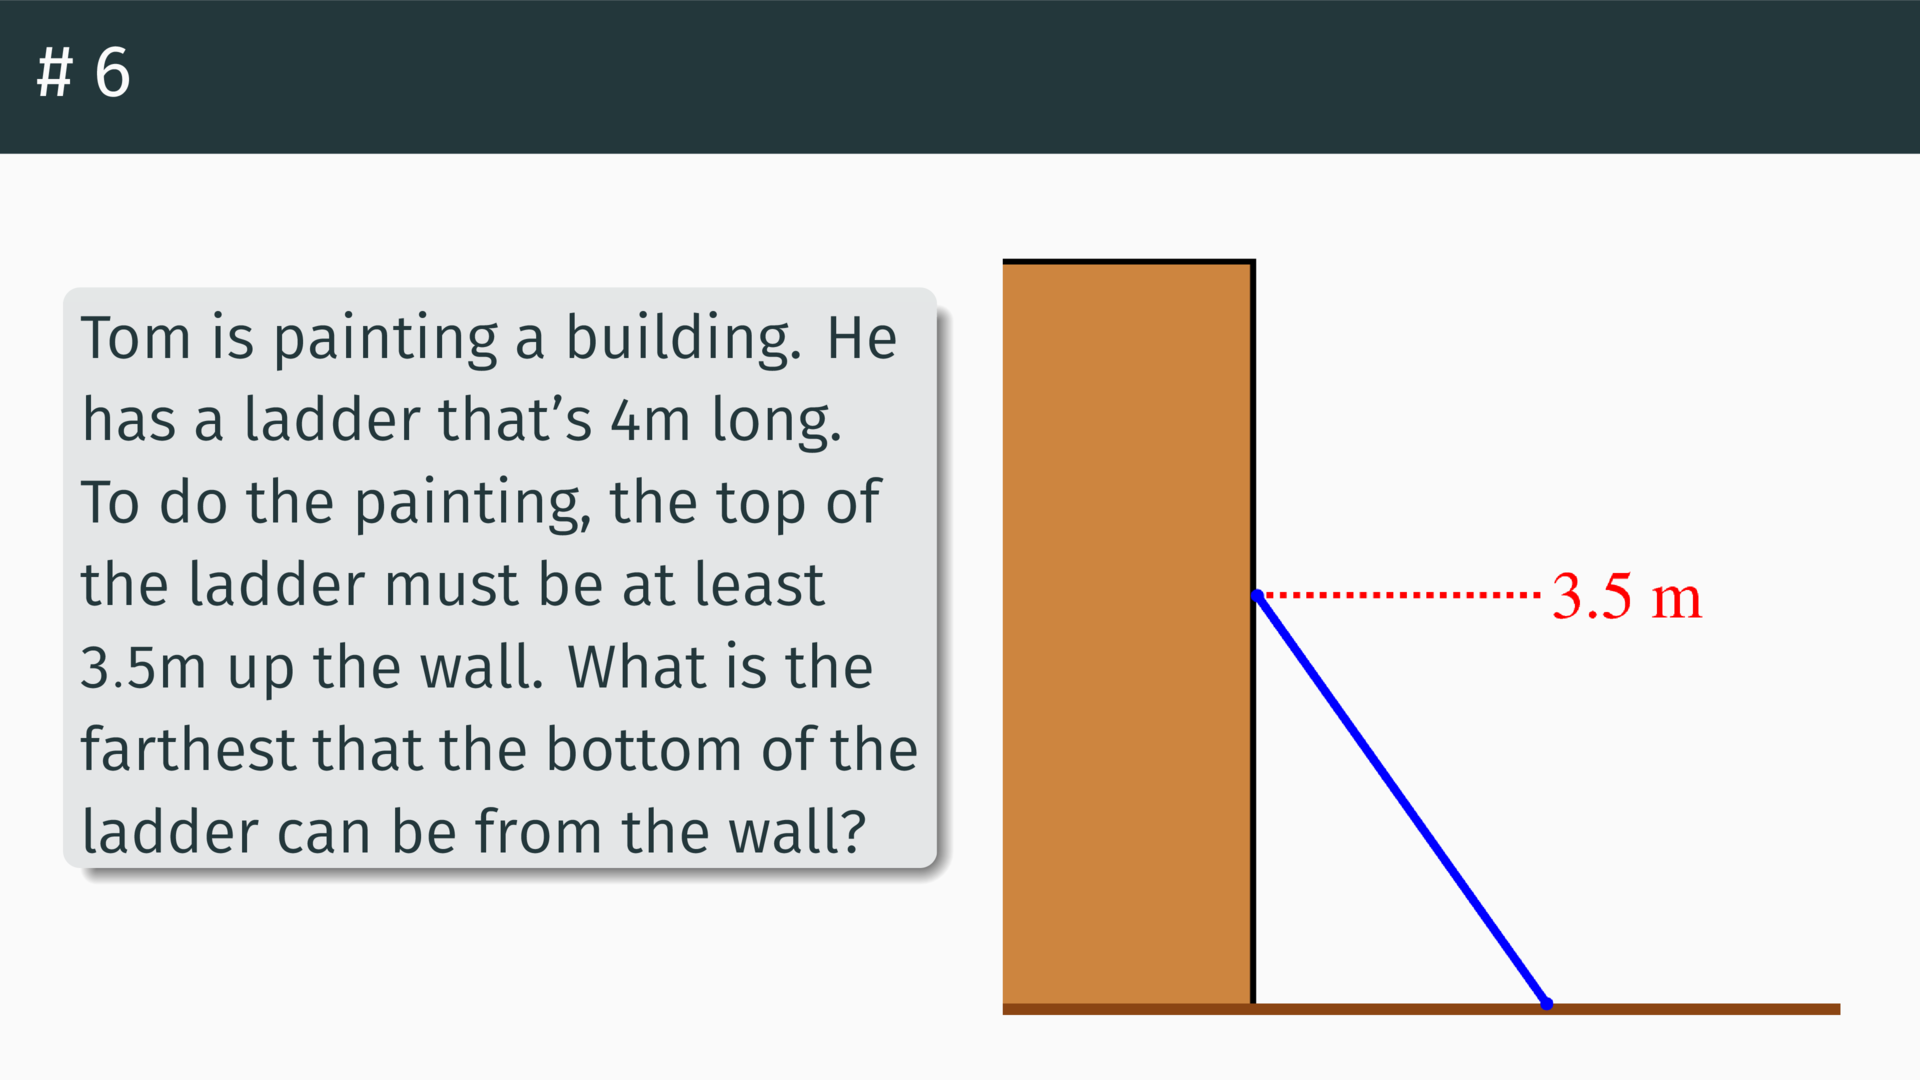 # 6
Tom is painting a building. He
has a ladder that’s 4m long.
To do the painting, the top of
the ladder must be at least
3.5m up the wall. What is the
farthest that the bottom of the
ladder can be from the wall?
3.5 m